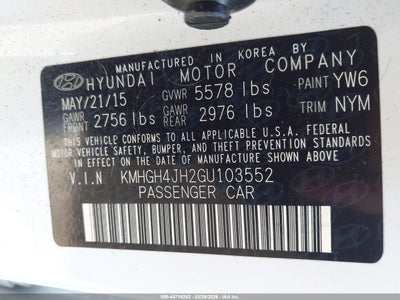 MANUFACTURED IN KOREA BY
HYUNDAI MOTOR COMPANY
MAY/21/15 GVWR 5578 lbs PAINT YW6
GAWR FRONT 2756 lbs GAWR REAR 2976 lbs TRIM NYM
THIS VEHICLE CONFORMS TO ALL APPLICABLE U.S.A. FEDERAL
MOTOR VEHICLE SAFETY, BUMPER, AND THEFT PREVENTION STANDARDS
IN EFFECT ON THE DATE OF MANUFACTURE SHOWN ABOVE.
V.I.N KMHGH4JH2GU103552
PASSENGER CAR